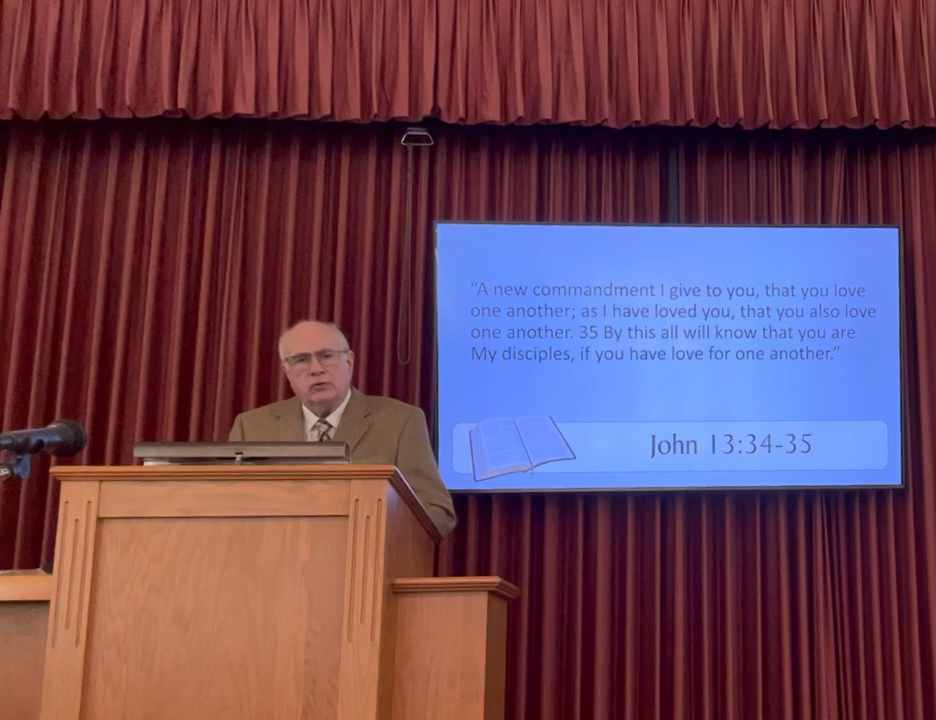 “A new commandment I give to you, that you love
one another; as I have loved you, that you also love
one another. 35 By this all will know that you are
My disciples, if you have love for one another.”
John 13:34-35